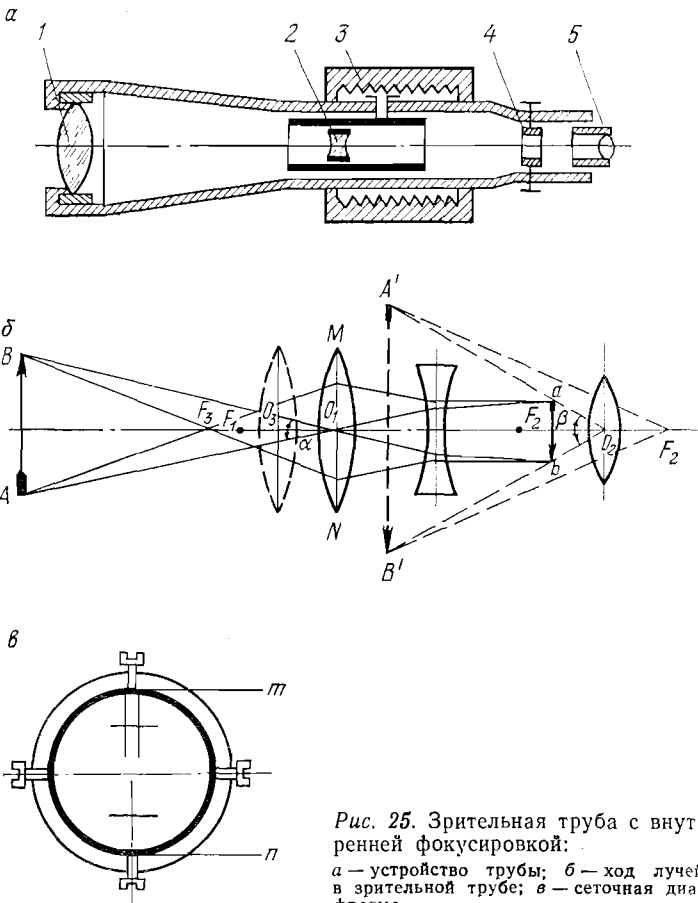 а
1 2 3 4 5
б
A'
M
B
a
F₃ F₁ O₃ O₁ F₂ β O₂
α
F₂
A
b
N
B'
в
m
n
Рис. 25. Зрительная труба с внут
ренней фокусировкой:
а — устройство трубы; б — ход лучей
в зрительной трубе; в — сеточная диа